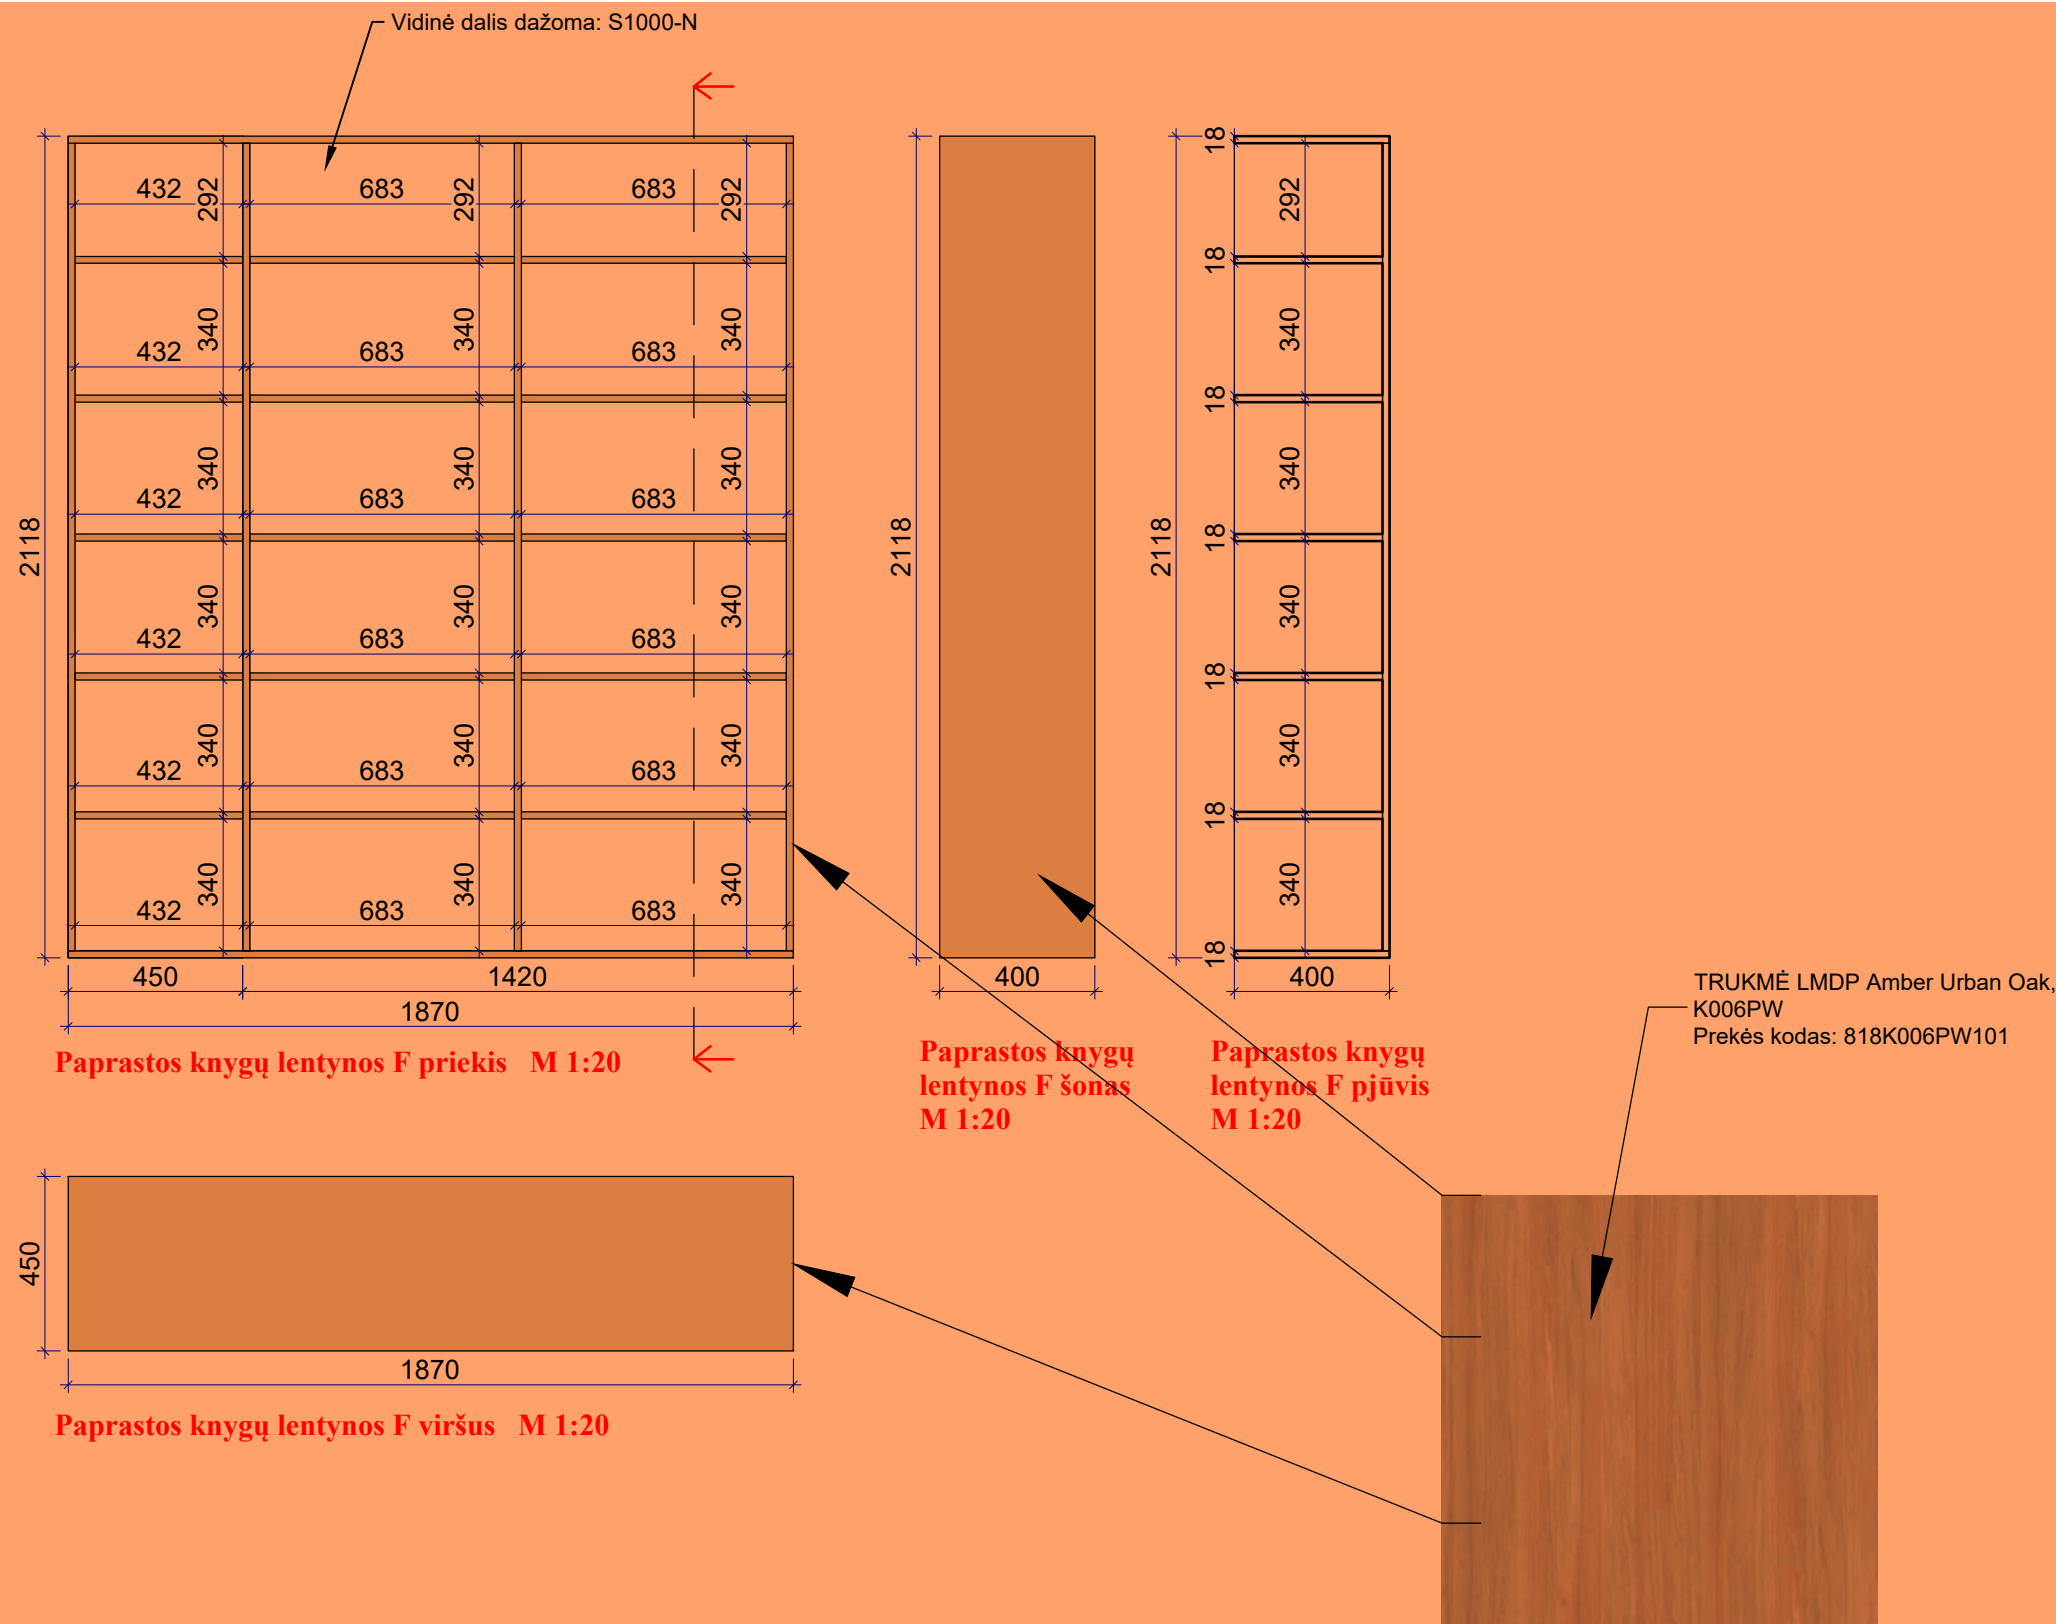 Vidinė dalis dažoma: S1000-N
18
432 292 683 292 683 292
292
18
340 340 340 340
432 683 683
18
340 340 340 340
432 683 683
2118
2118
2118
18
340 340 340 340
432 683 683
18
340 340 340 340
432 683 683
18
340 340 340 340
432 683 683
18
450 1420 400 400
1870
TRUKMĖ LMDP Amber Urban Oak,
K006PW
Prekės kodas: 818K006PW101
Paprastos knygų lentynos F priekis M 1:20
Paprastos knygų
lentynos F šonas
M 1:20
Paprastos knygų
lentynos F pjūvis
M 1:20
450
1870
Paprastos knygų lentynos F viršus M 1:20